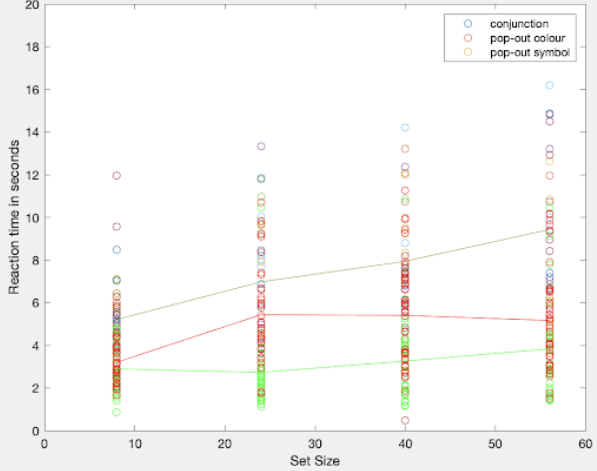 20
18
16
14
12
10
8
6
4
2
0
Reaction time in seconds
conjunction
pop-out colour
pop-out symbol
0 10 20 30 40 50 60
Set Size